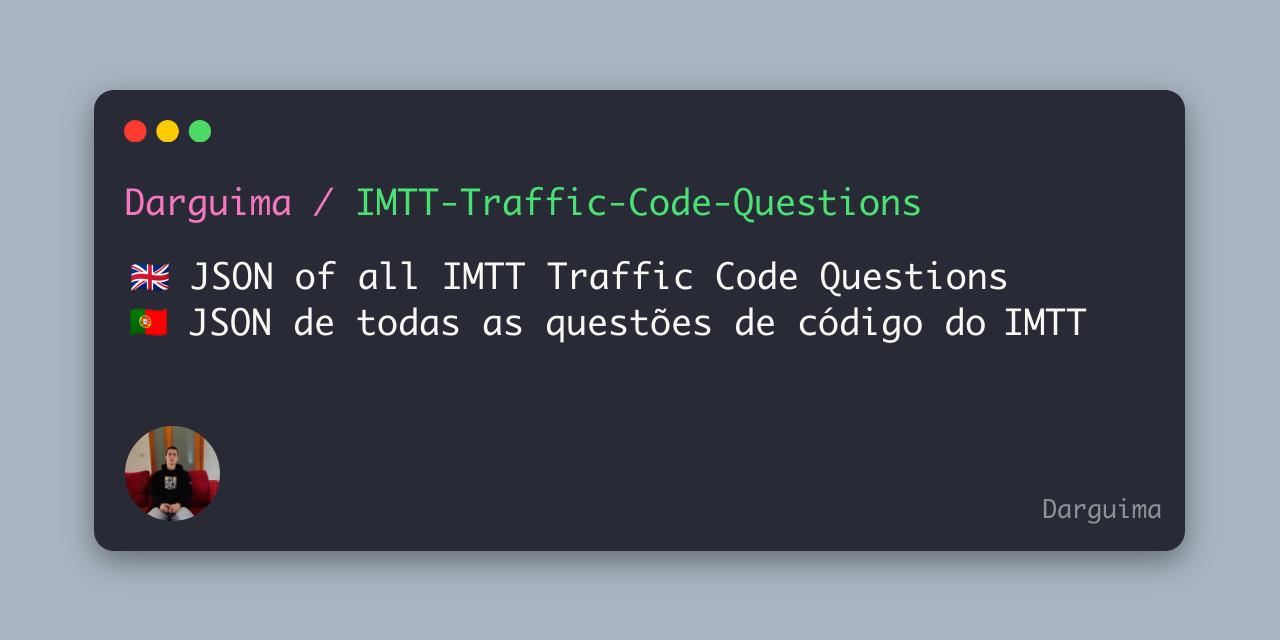 Darguima / IMTT-Traffic-Code-Questions
🇬🇧 JSON of all IMTT Traffic Code Questions
🇵🇹 JSON de todas as questões de código do IMTT
Darguima